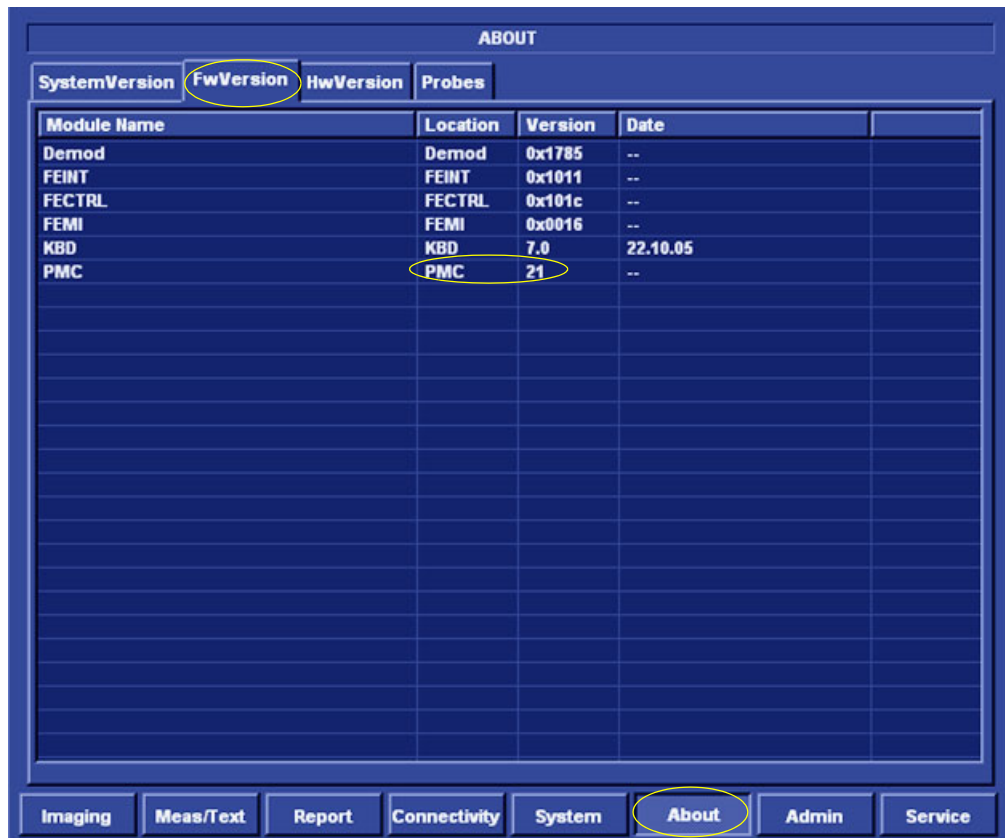 ABOUT
SystemVersion FwVersion HwVersion Probes
Module Name Location Version Date
Demod Demod 0x1785 --
FEINT FEINT 0x1011 --
FECTRL FECTRL 0x101c --
FEMI FEMI 0x0016 --
KBD KBD 7.0 22.10.05
PMC PMC 21 --
Imaging Meas/Text Report Connectivity System About Admin Service